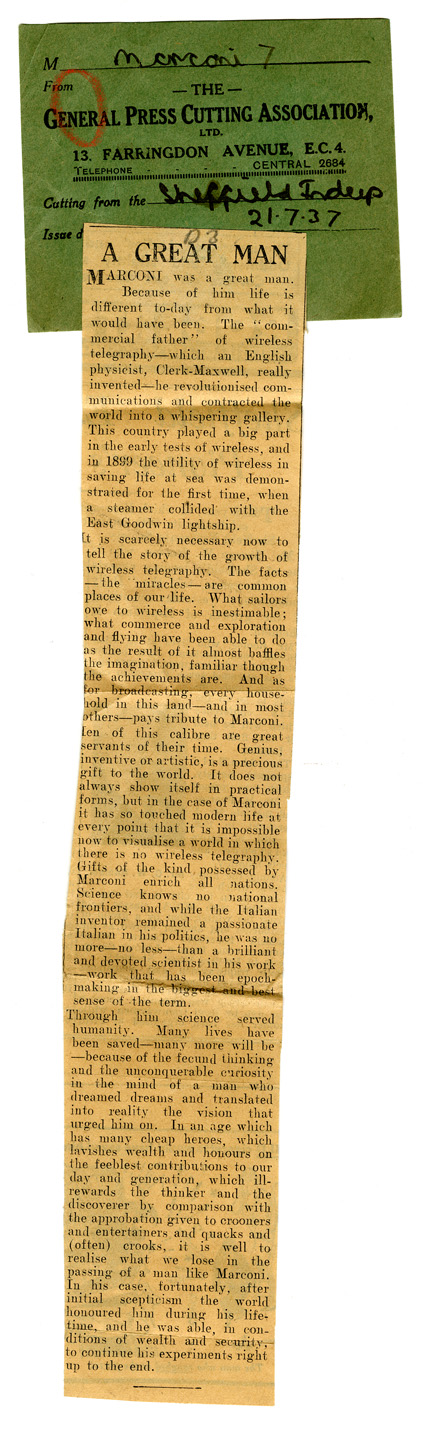 M Marconi 7
From
— THE —
GENERAL PRESS CUTTING ASSOCIATION,
LTD.
13, FARRINGDON AVENUE, E.C.4.
TELEPHONE . . . . CENTRAL 2684
Cutting from the Sheffield Indep
21.7.37
Issue d
D3
A GREAT MAN
MARCONI was a great man.
Because of him life is
different to-day from what it
would have been. The "com-
mercial father" of wireless
telegraphy—which an English
physicist, Clerk-Maxwell, really
invented—he revolutionised com-
munications and contracted the
world into a whispering gallery.
This country played a big part
in the early tests of wireless, and
in 1899 the utility of wireless in
saving life at sea was demon-
strated for the first time, when
a steamer collided with the
East Goodwin lightship.
It is scarcely necessary now to
tell the story of the growth of
wireless telegraphy. The facts
—the miracles—are common
places of our life. What sailors
owe to wireless is inestimable;
what commerce and exploration
and flying have been able to do
as the result of it almost baffles
the imagination, familiar though
the achievements are. And as
for broadcasting, every house-
hold in this land—and in most
others—pays tribute to Marconi.
en of this calibre are great
servants of their time. Genius,
inventive or artistic, is a precious
gift to the world. It does not
always show itself in practical
forms, but in the case of Marconi
it has so touched modern life at
every point that it is impossible
now to visualise a world in which
there is no wireless telegraphy.
Gifts of the kind possessed by
Marconi enrich all nations.
Science knows no national
frontiers, and while the Italian
inventor remained a passionate
Italian in his politics, he was no
more—no less—than a brilliant
and devoted scientist in his work
—work that has been epoch-
making in the biggest and best
sense of the term.
Through him science served
humanity. Many lives have
been saved—many more will be
—because of the fecund thinking
and the unconquerable curiosity
in the mind of a man who
dreamed dreams and translated
into reality the vision that
urged him on. In an age which
has many cheap heroes, which
lavishes wealth and honours on
the feeblest contributions to our
day and generation, which ill-
rewards the thinker and the
discoverer by comparison with
the approbation given to crooners
and entertainers and quacks and
(often) crooks, it is well to
realise what we lose in the
passing of a man like Marconi.
In his case, fortunately, after
initial scepticism the world
honoured him during his life-
time, and he was able, in con-
ditions of wealth and security,
to continue his experiments right
up to the end.